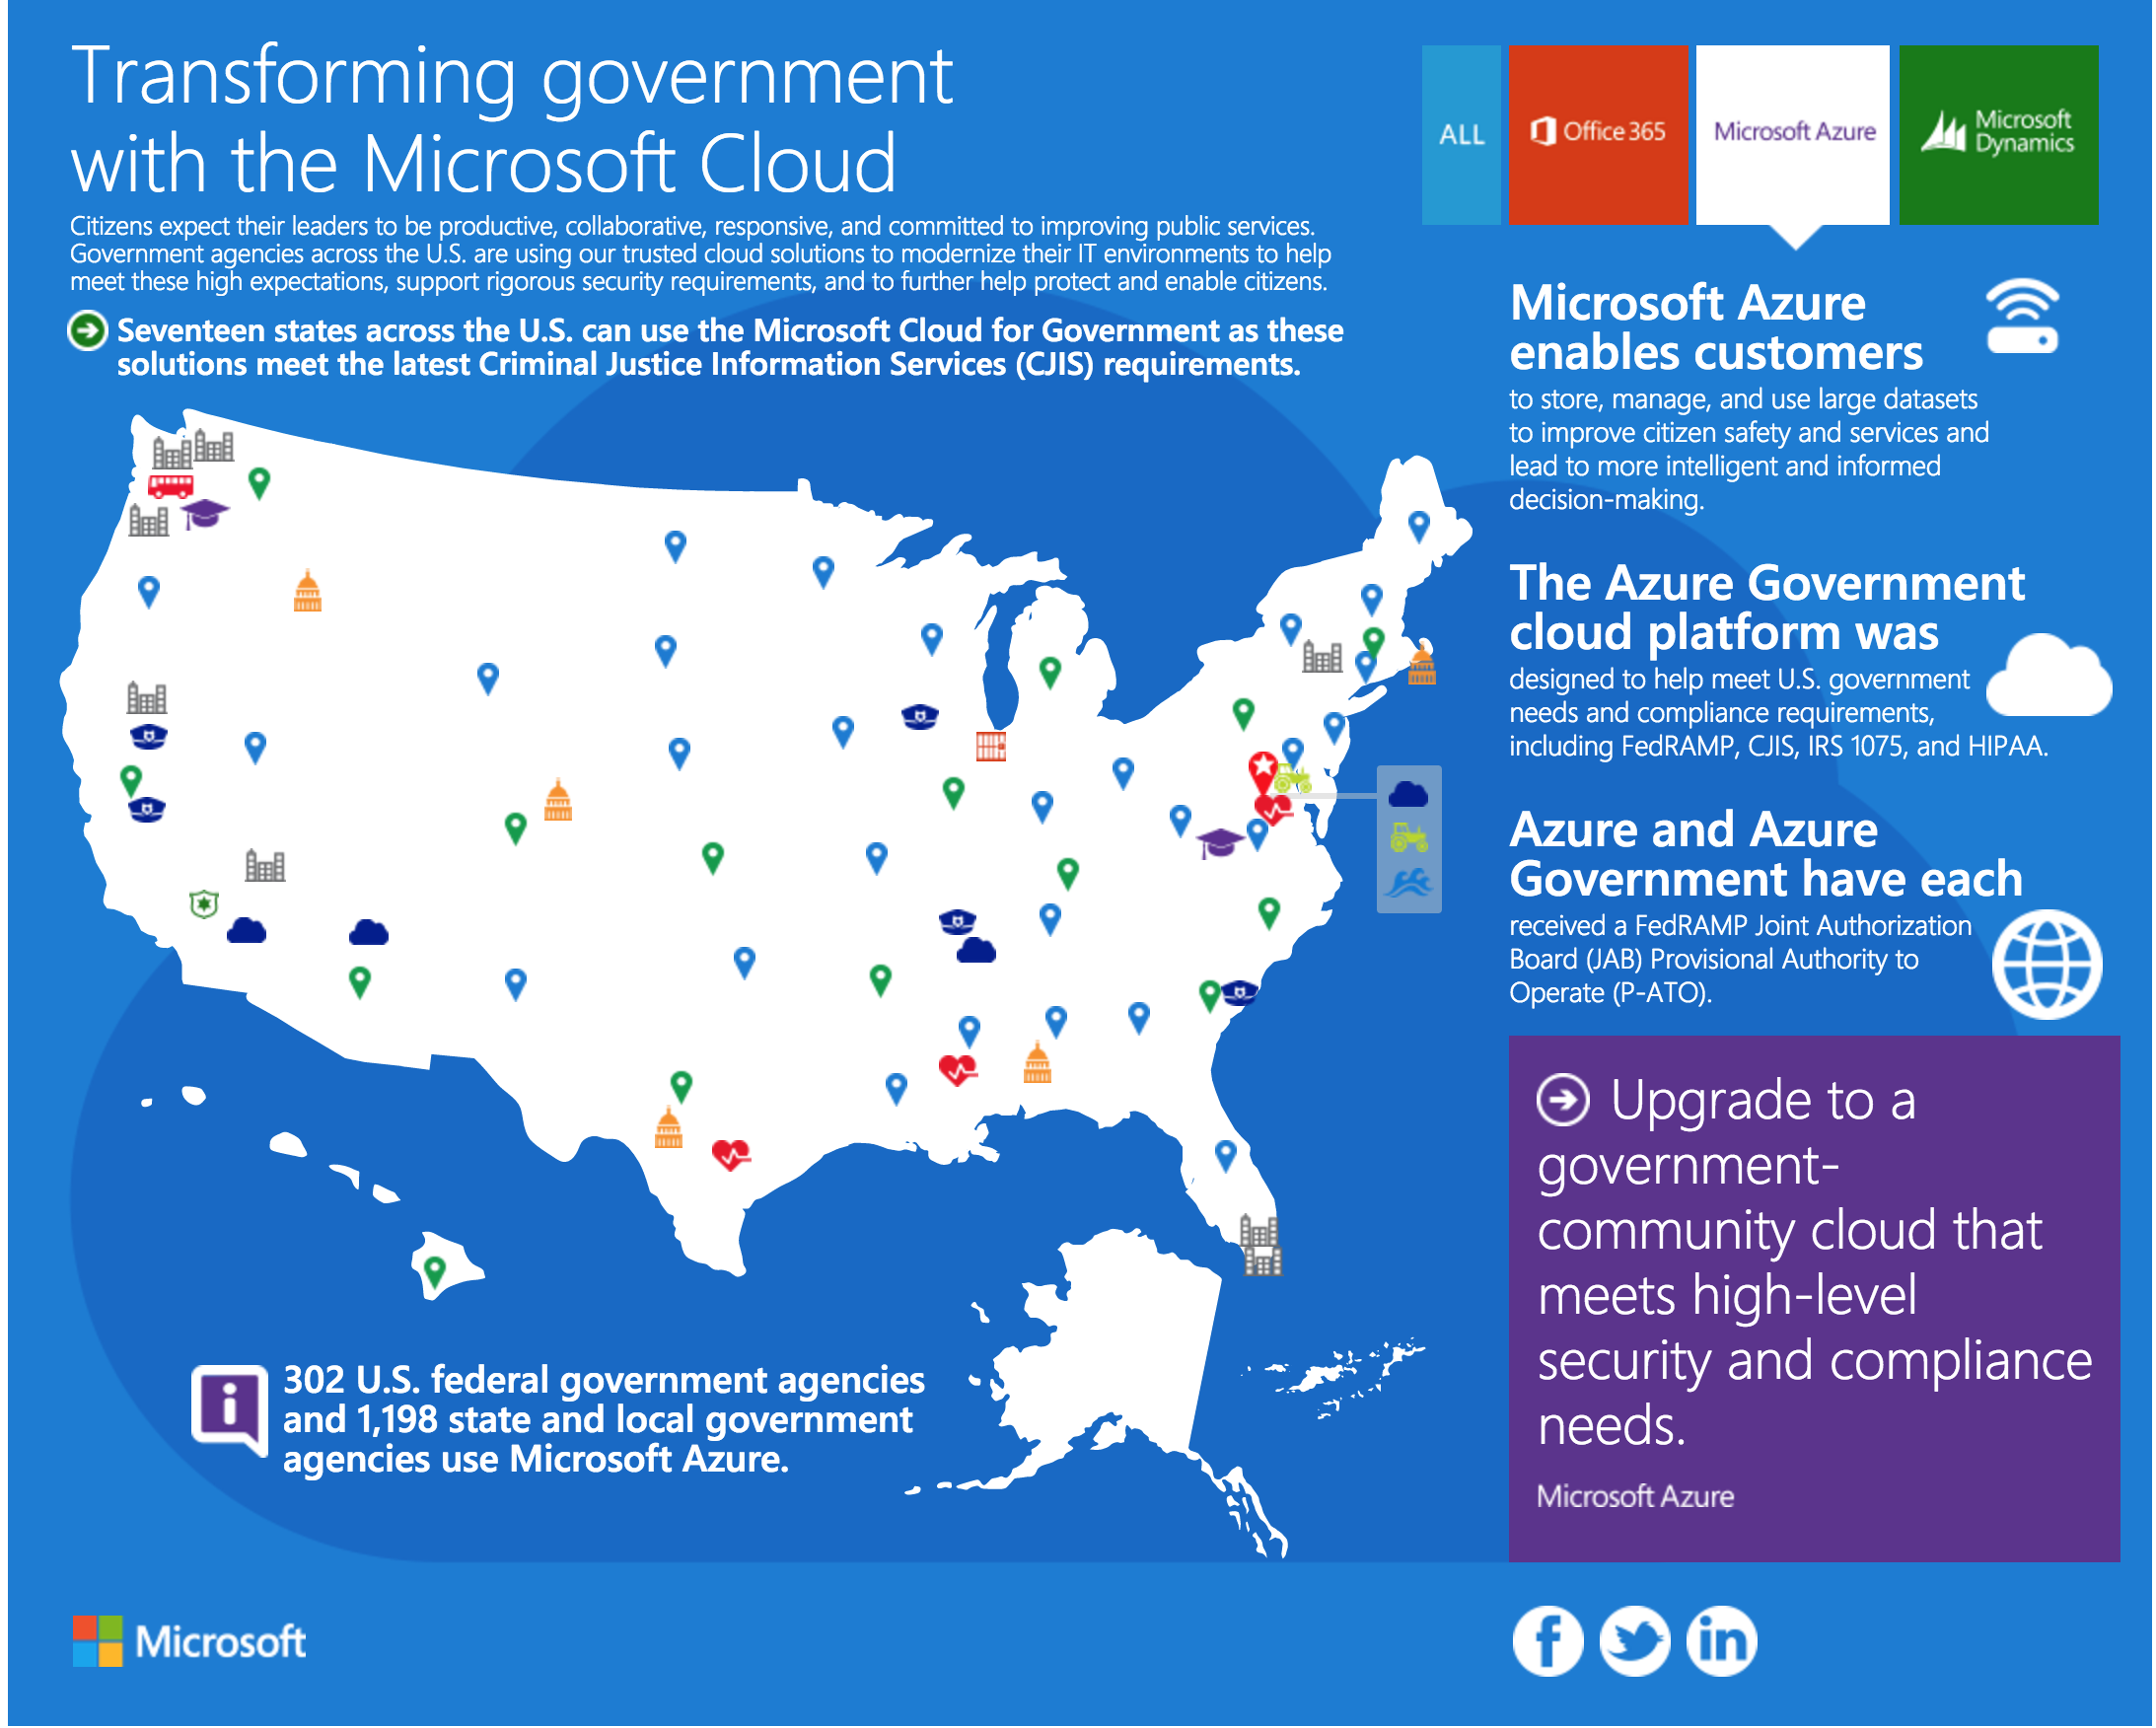 Transforming government
with the Microsoft Cloud
Citizens expect their leaders to be productive, collaborative, responsive, and committed to improving public services.
Government agencies across the U.S. are using our trusted cloud solutions to modernize their IT environments to help
meet these high expectations, support rigorous security requirements, and to further help protect and enable citizens.
Seventeen states across the U.S. can use the Microsoft Cloud for Government as these
solutions meet the latest Criminal Justice Information Services (CJIS) requirements.
ALL
Office 365
Microsoft Azure
Microsoft
Dynamics
Microsoft Azure
enables customers
to store, manage, and use large datasets
to improve citizen safety and services and
lead to more intelligent and informed
decision-making.
The Azure Government
cloud platform was
designed to help meet U.S. government
needs and compliance requirements,
including FedRAMP, CJIS, IRS 1075, and HIPAA.
Azure and Azure
Government have each
received a FedRAMP Joint Authorization
Board (JAB) Provisional Authority to
Operate (P-ATO).
Upgrade to a
government-
community cloud that
meets high-level
security and compliance
needs.
Microsoft Azure
302 U.S. federal government agencies
and 1,198 state and local government
agencies use Microsoft Azure.
Microsoft